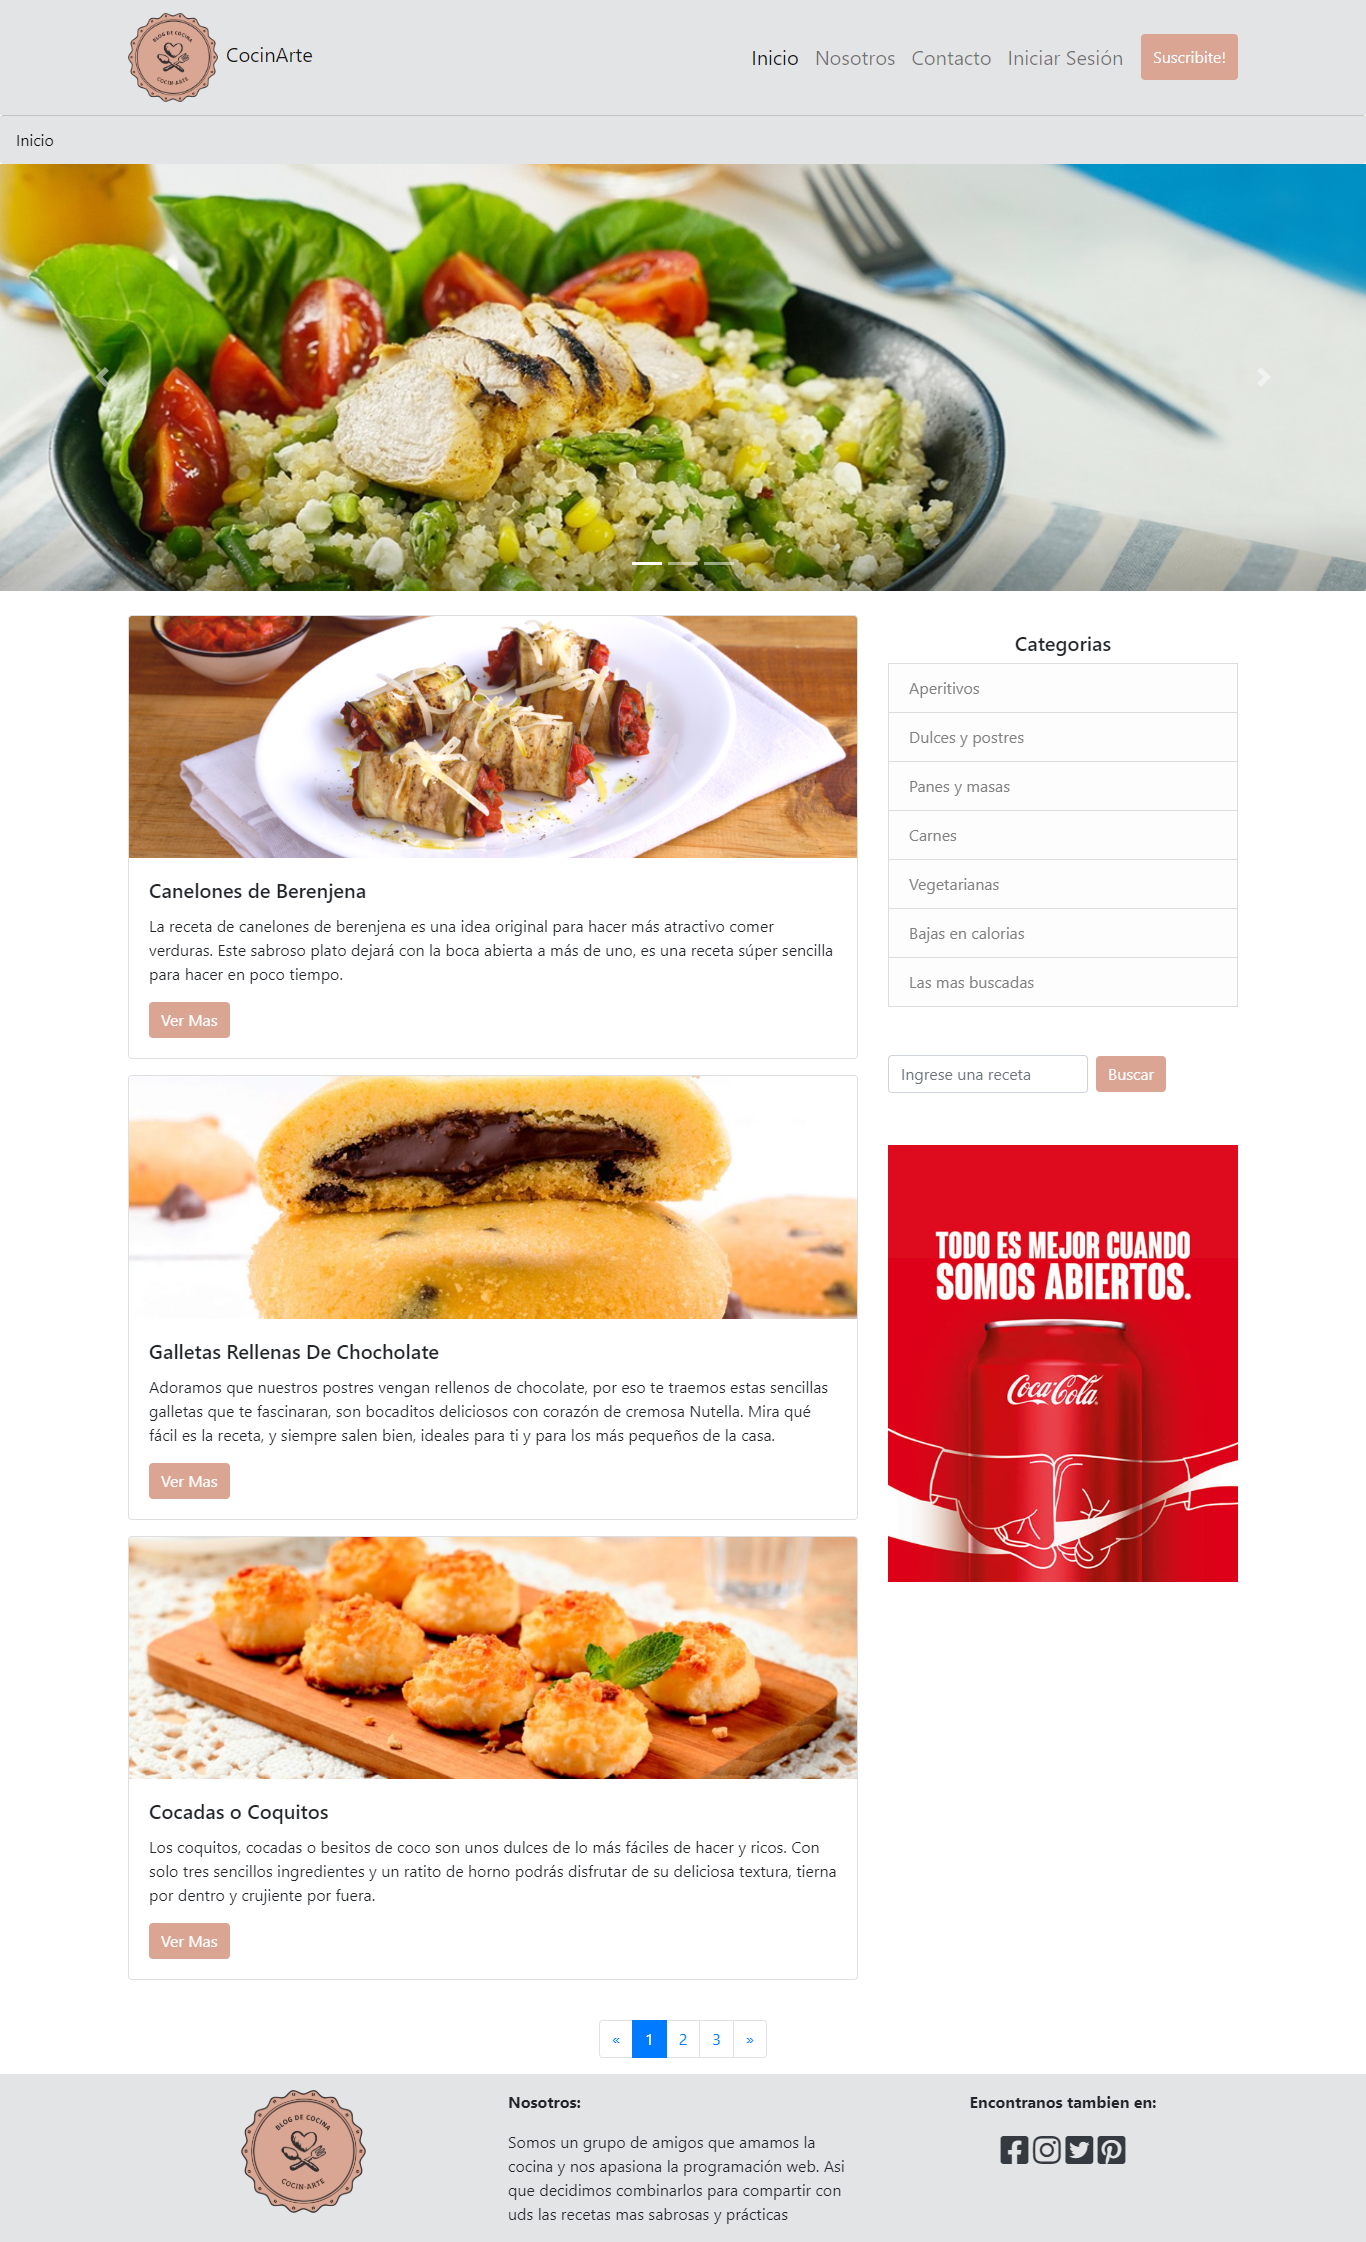 BLOG DE COCINA
COCIN-ARTE
CocinArte
Inicio
Nosotros
Contacto
Iniciar Sesión
Suscribite!
Inicio
Canelones de Berenjena
La receta de canelones de berenjena es una idea original para hacer más atractivo comer
verduras. Este sabroso plato dejará con la boca abierta a más de uno, es una receta súper sencilla
para hacer en poco tiempo.
Ver Mas
Galletas Rellenas De Chocholate
Adoramos que nuestros postres vengan rellenos de chocolate, por eso te traemos estas sencillas
galletas que te fascinaran, son bocaditos deliciosos con corazón de cremosa Nutella. Mira qué
fácil es la receta, y siempre salen bien, ideales para ti y para los más pequeños de la casa.
Ver Mas
Cocadas o Coquitos
Los coquitos, cocadas o besitos de coco son unos dulces de lo más fáciles de hacer y ricos. Con
solo tres sencillos ingredientes y un ratito de horno podrás disfrutar de su deliciosa textura, tierna
por dentro y crujiente por fuera.
Ver Mas
Categorias
Aperitivos
Dulces y postres
Panes y masas
Carnes
Vegetarianas
Bajas en calorias
Las mas buscadas
Ingrese una receta
Buscar
TODO ES MEJOR CUANDO
SOMOS ABIERTOS.
Coca-Cola
« 1 2 3 »
BLOG DE COCINA
COCIN-ARTE
Nosotros:
Somos un grupo de amigos que amamos la
cocina y nos apasiona la programación web. Asi
que decidimos combinarlos para compartir con
uds las recetas mas sabrosas y prácticas
Encontranos tambien en: